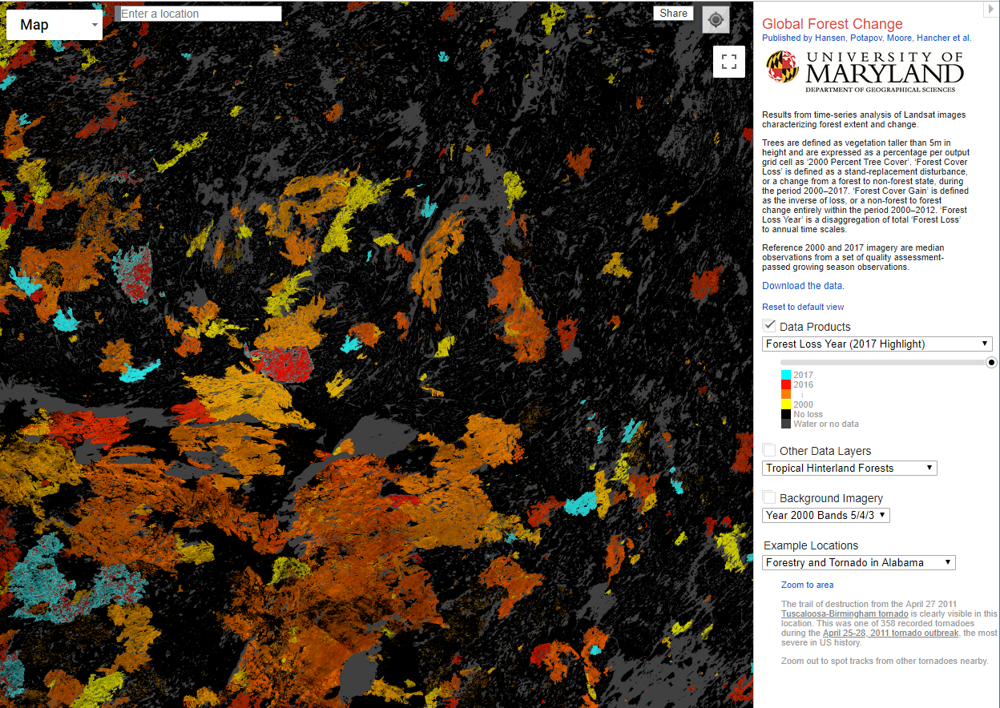 Map
Enter a location
Share
Global Forest Change
Published by Hansen, Potapov, Moore, Hancher et al.
UNIVERSITY OF
MARYLAND
DEPARTMENT OF GEOGRAPHICAL SCIENCES
Results from time-series analysis of Landsat images
characterizing forest extent and change.
Trees are defined as vegetation taller than 5m in
height and are expressed as a percentage per output
grid cell as ‘2000 Percent Tree Cover’. ‘Forest Cover
Loss’ is defined as a stand-replacement disturbance,
or a change from a forest to non-forest state, during
the period 2000–2017. ‘Forest Cover Gain’ is defined
as the inverse of loss, or a non-forest to forest
change entirely within the period 2000–2012. ‘Forest
Loss Year’ is a disaggregation of total ‘Forest Loss’
to annual time scales.
Reference 2000 and 2017 imagery are median
observations from a set of quality assessment-
passed growing season observations.
Download the data.
Reset to default view
Data Products
Forest Loss Year (2017 Highlight)
2017
2016
⋮
2000
No loss
Water or no data
Other Data Layers
Tropical Hinterland Forests
Background Imagery
Year 2000 Bands 5/4/3
Example Locations
Forestry and Tornado in Alabama
Zoom to area
The trail of destruction from the April 27 2011
Tuscaloosa-Birmingham tornado is clearly visible in this
location. This was one of 358 recorded tornadoes
during the April 25-28, 2011 tornado outbreak, the most
severe in US history.
Zoom out to spot tracks from other tornadoes nearby.